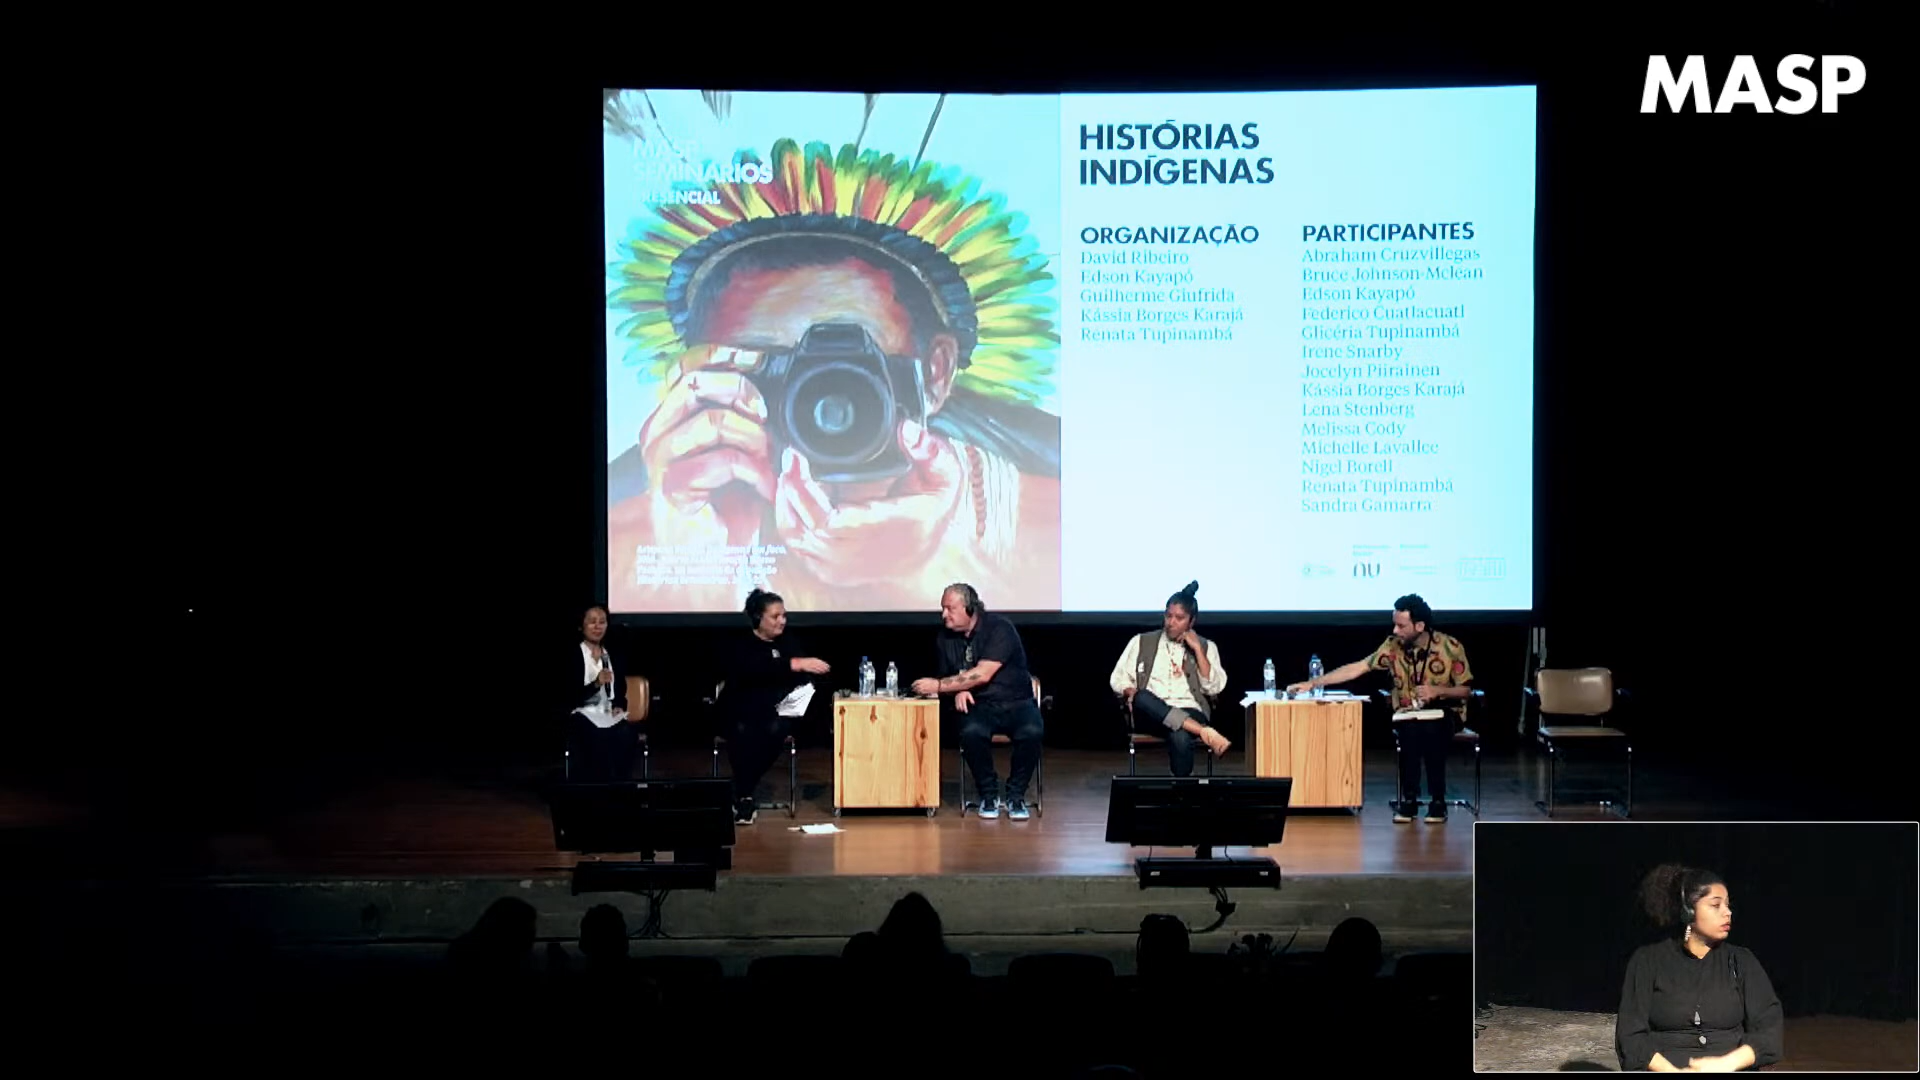 MASP
MASP
SEMINÁRIOS
PRESENCIAL
HISTÓRIAS
INDÍGENAS
ORGANIZAÇÃO
David Ribeiro
Edson Kayapó
Guilherme Giufrida
Kássia Borges Karajá
Renata Tupinambá
PARTICIPANTES
Abraham Cruzvillegas
Bruce Johnson-Mclean
Edson Kayapó
Federico Cuatlacuatl
Glicéria Tupinambá
Irene Snarby
Jocelyn Piirainen
Kássia Borges Karajá
Lena Stenberg
Melissa Cody
Michelle Lavallee
Nigel Borell
Renata Tupinambá
Sandra Gamarra
nu